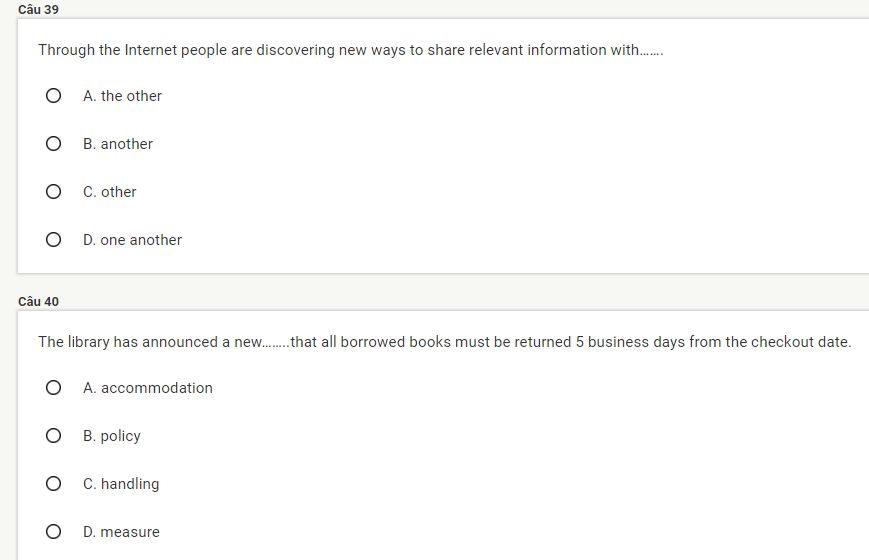 Câu 39
Through the Internet people are discovering new ways to share relevant information with.......
A. the other
B. another
C. other
D. one another
Câu 40
The library has announced a new........that all borrowed books must be returned 5 business days from the checkout date.
A. accommodation
B. policy
C. handling
D. measure